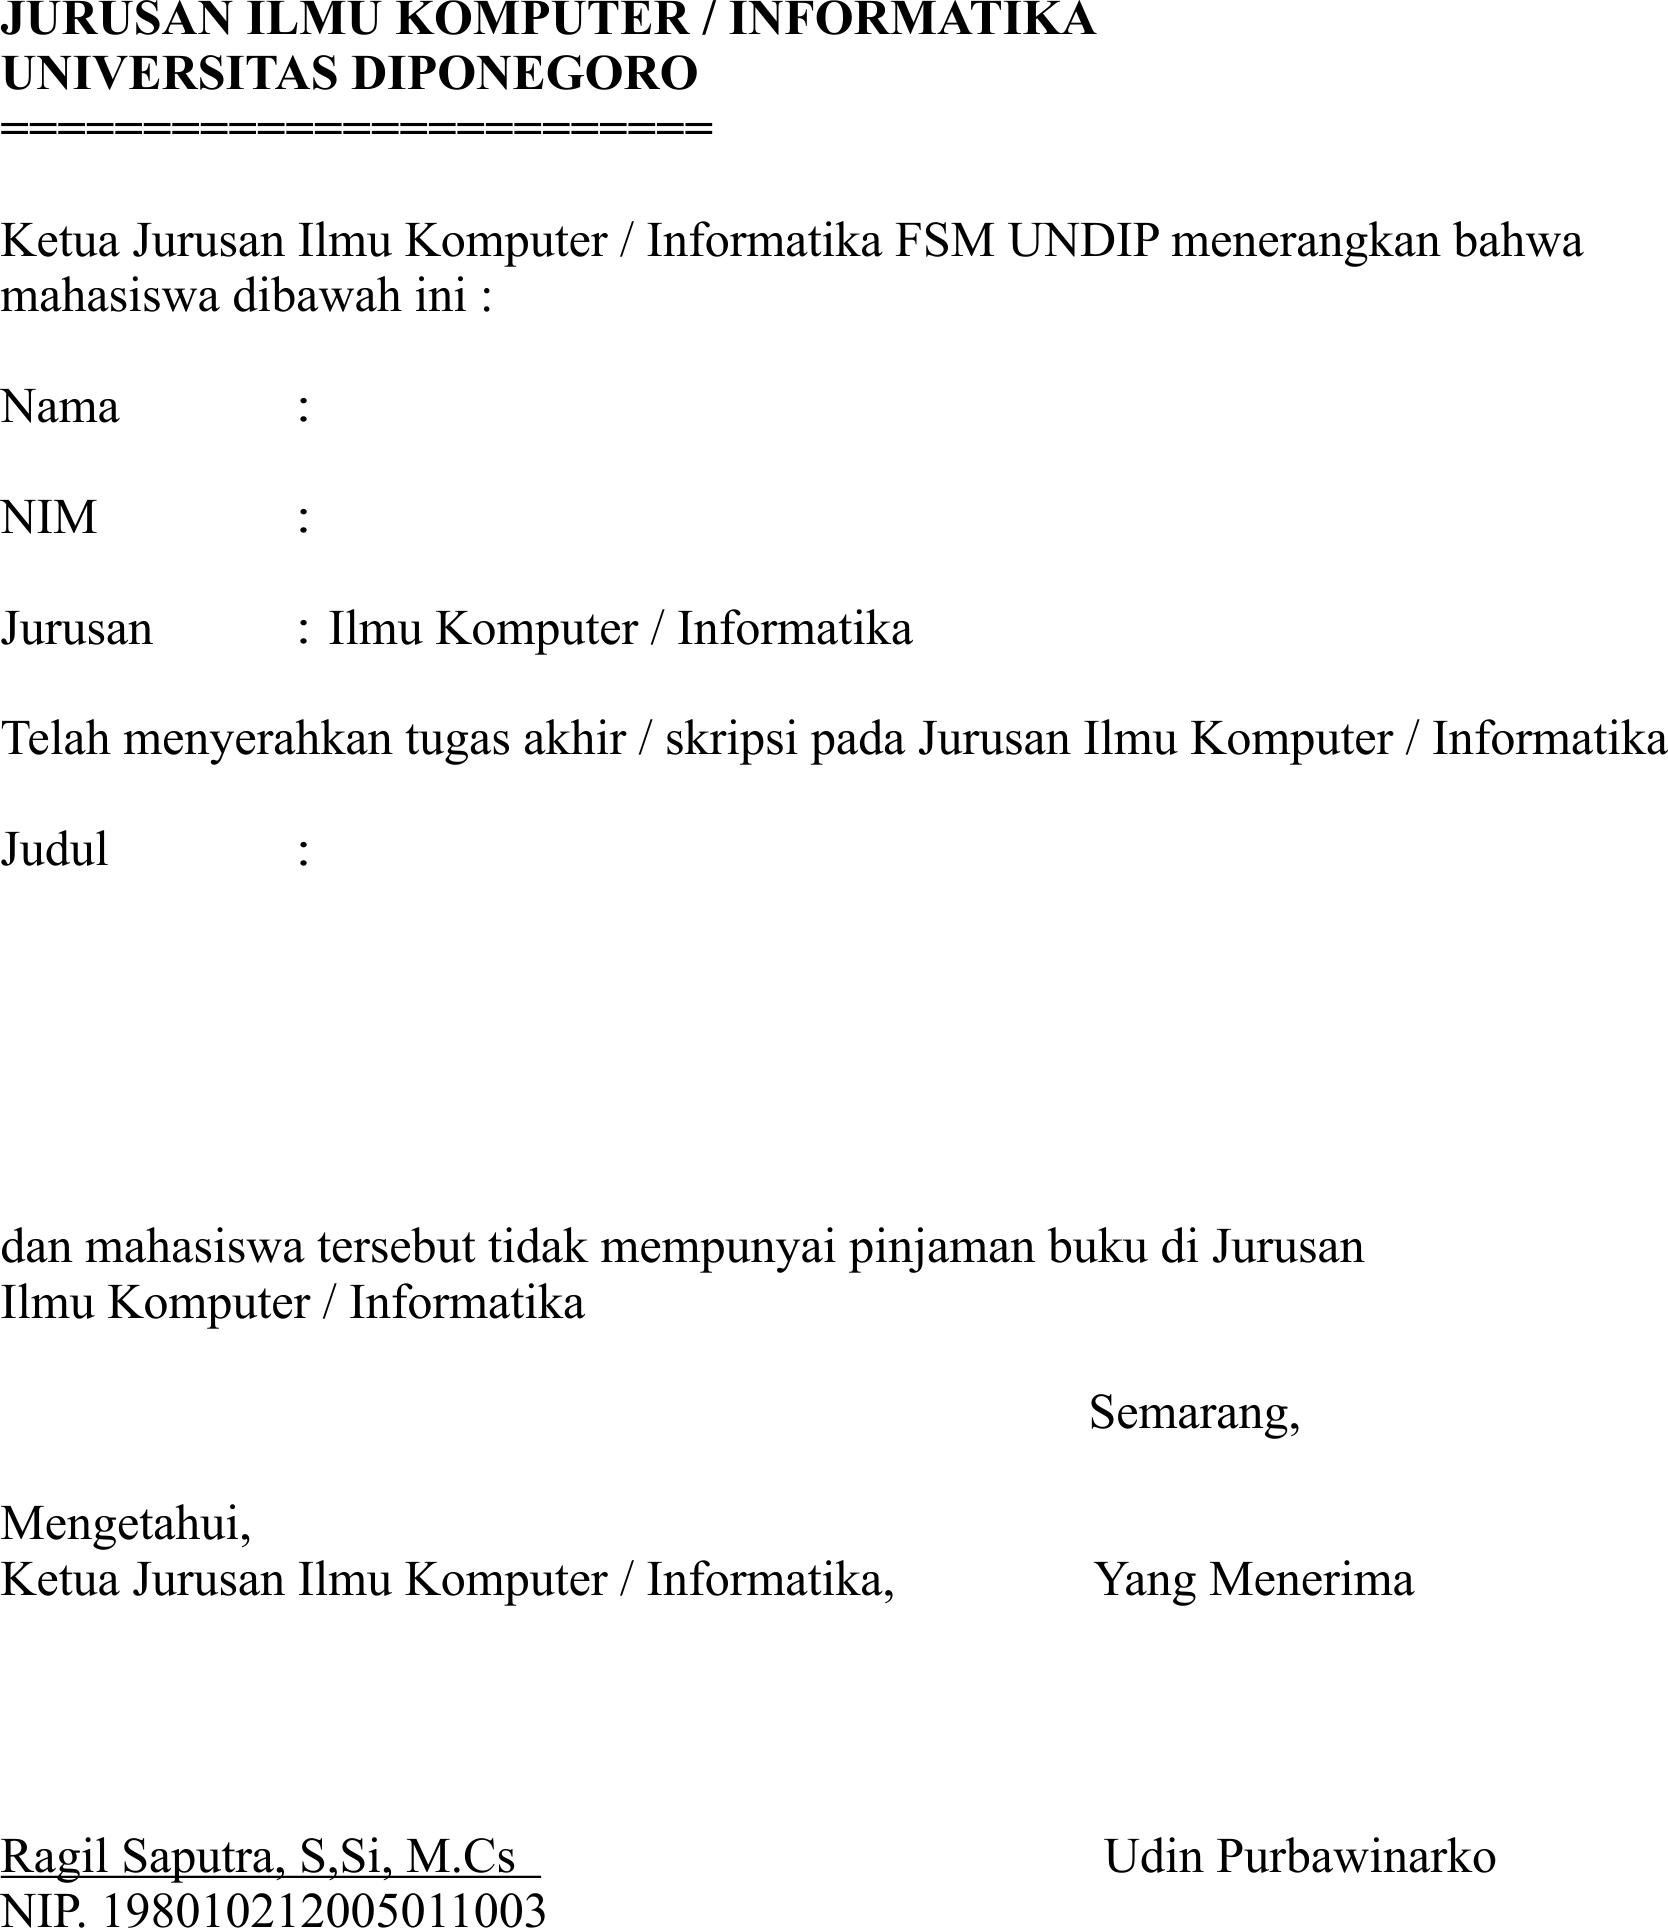 JURUSAN ILMU KOMPUTER / INFORMATIKA
UNIVERSITAS DIPONEGORO
=========================
Ketua Jurusan Ilmu Komputer / Informatika FSM UNDIP menerangkan bahwa
mahasiswa dibawah ini :
Nama :
NIM :
Jurusan : Ilmu Komputer / Informatika
Telah menyerahkan tugas akhir / skripsi pada Jurusan Ilmu Komputer / Informatika
Judul :
dan mahasiswa tersebut tidak mempunyai pinjaman buku di Jurusan
Ilmu Komputer / Informatika
Semarang,
Mengetahui,
Ketua Jurusan Ilmu Komputer / Informatika, Yang Menerima
Ragil Saputra, S,Si, M.Cs Udin Purbawinarko
NIP. 198010212005011003